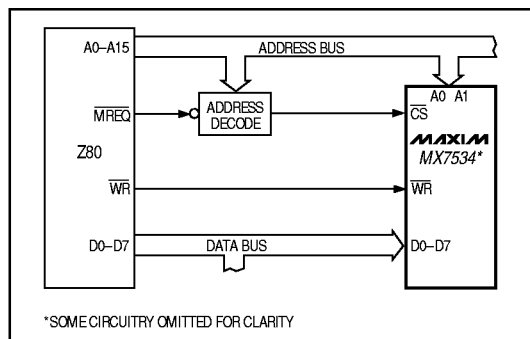 A0–A15
ADDRESS BUS
A0 A1
MREQ
ADDRESS
DECODE
CS
MAXIM
MX7534*
Z80
WR
WR
D0–D7
DATA BUS
D0–D7
*SOME CIRCUITRY OMITTED FOR CLARITY